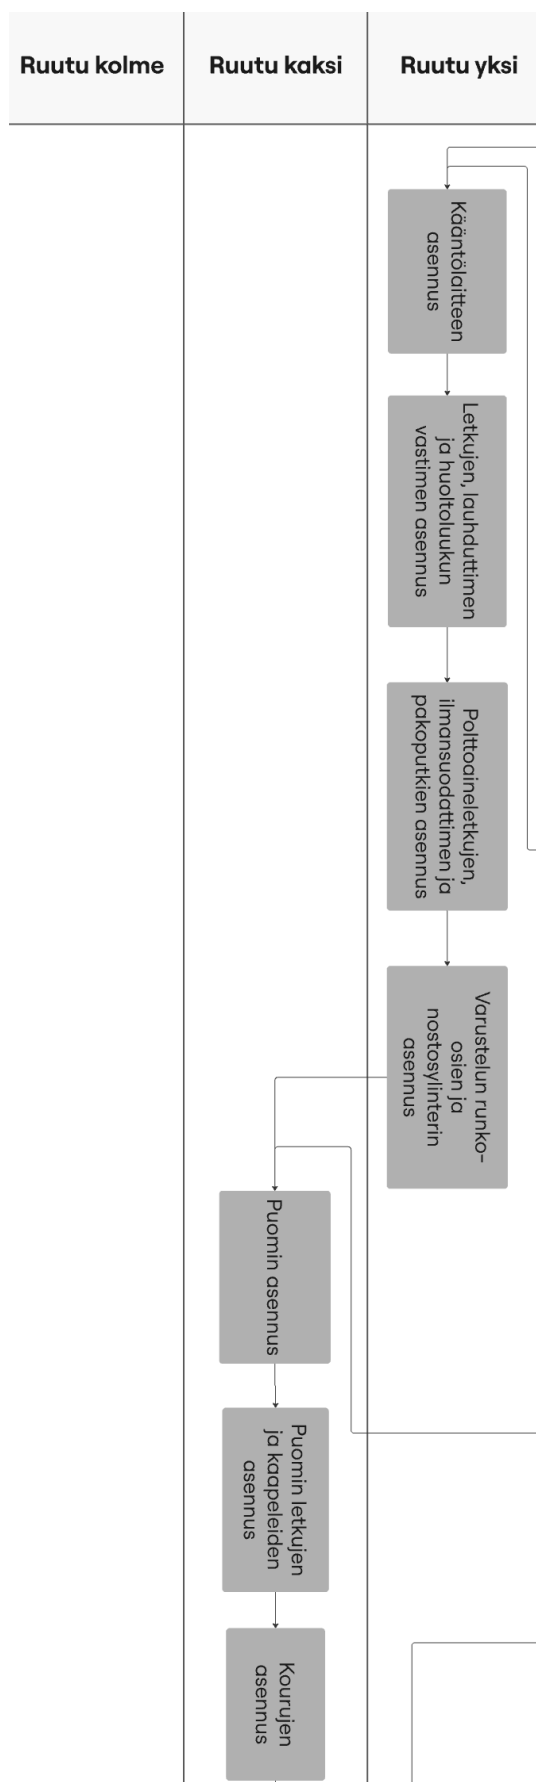 Ruutu kolme
Ruutu kaksi
Ruutu yksi
Kääntölaitteen
asennus
Letkujen, lauhduttimen
ja huoltoluukun
vastimen asennus
Polttoaineletkujen,
ilmansuodattimen ja
pakoputkien asennus
Varustelun runko-
osien ja
nostosylinterin
asennus
Puomin asennus
Puomin letkujen
ja kaapeleiden
asennus
Kourujen
asennus